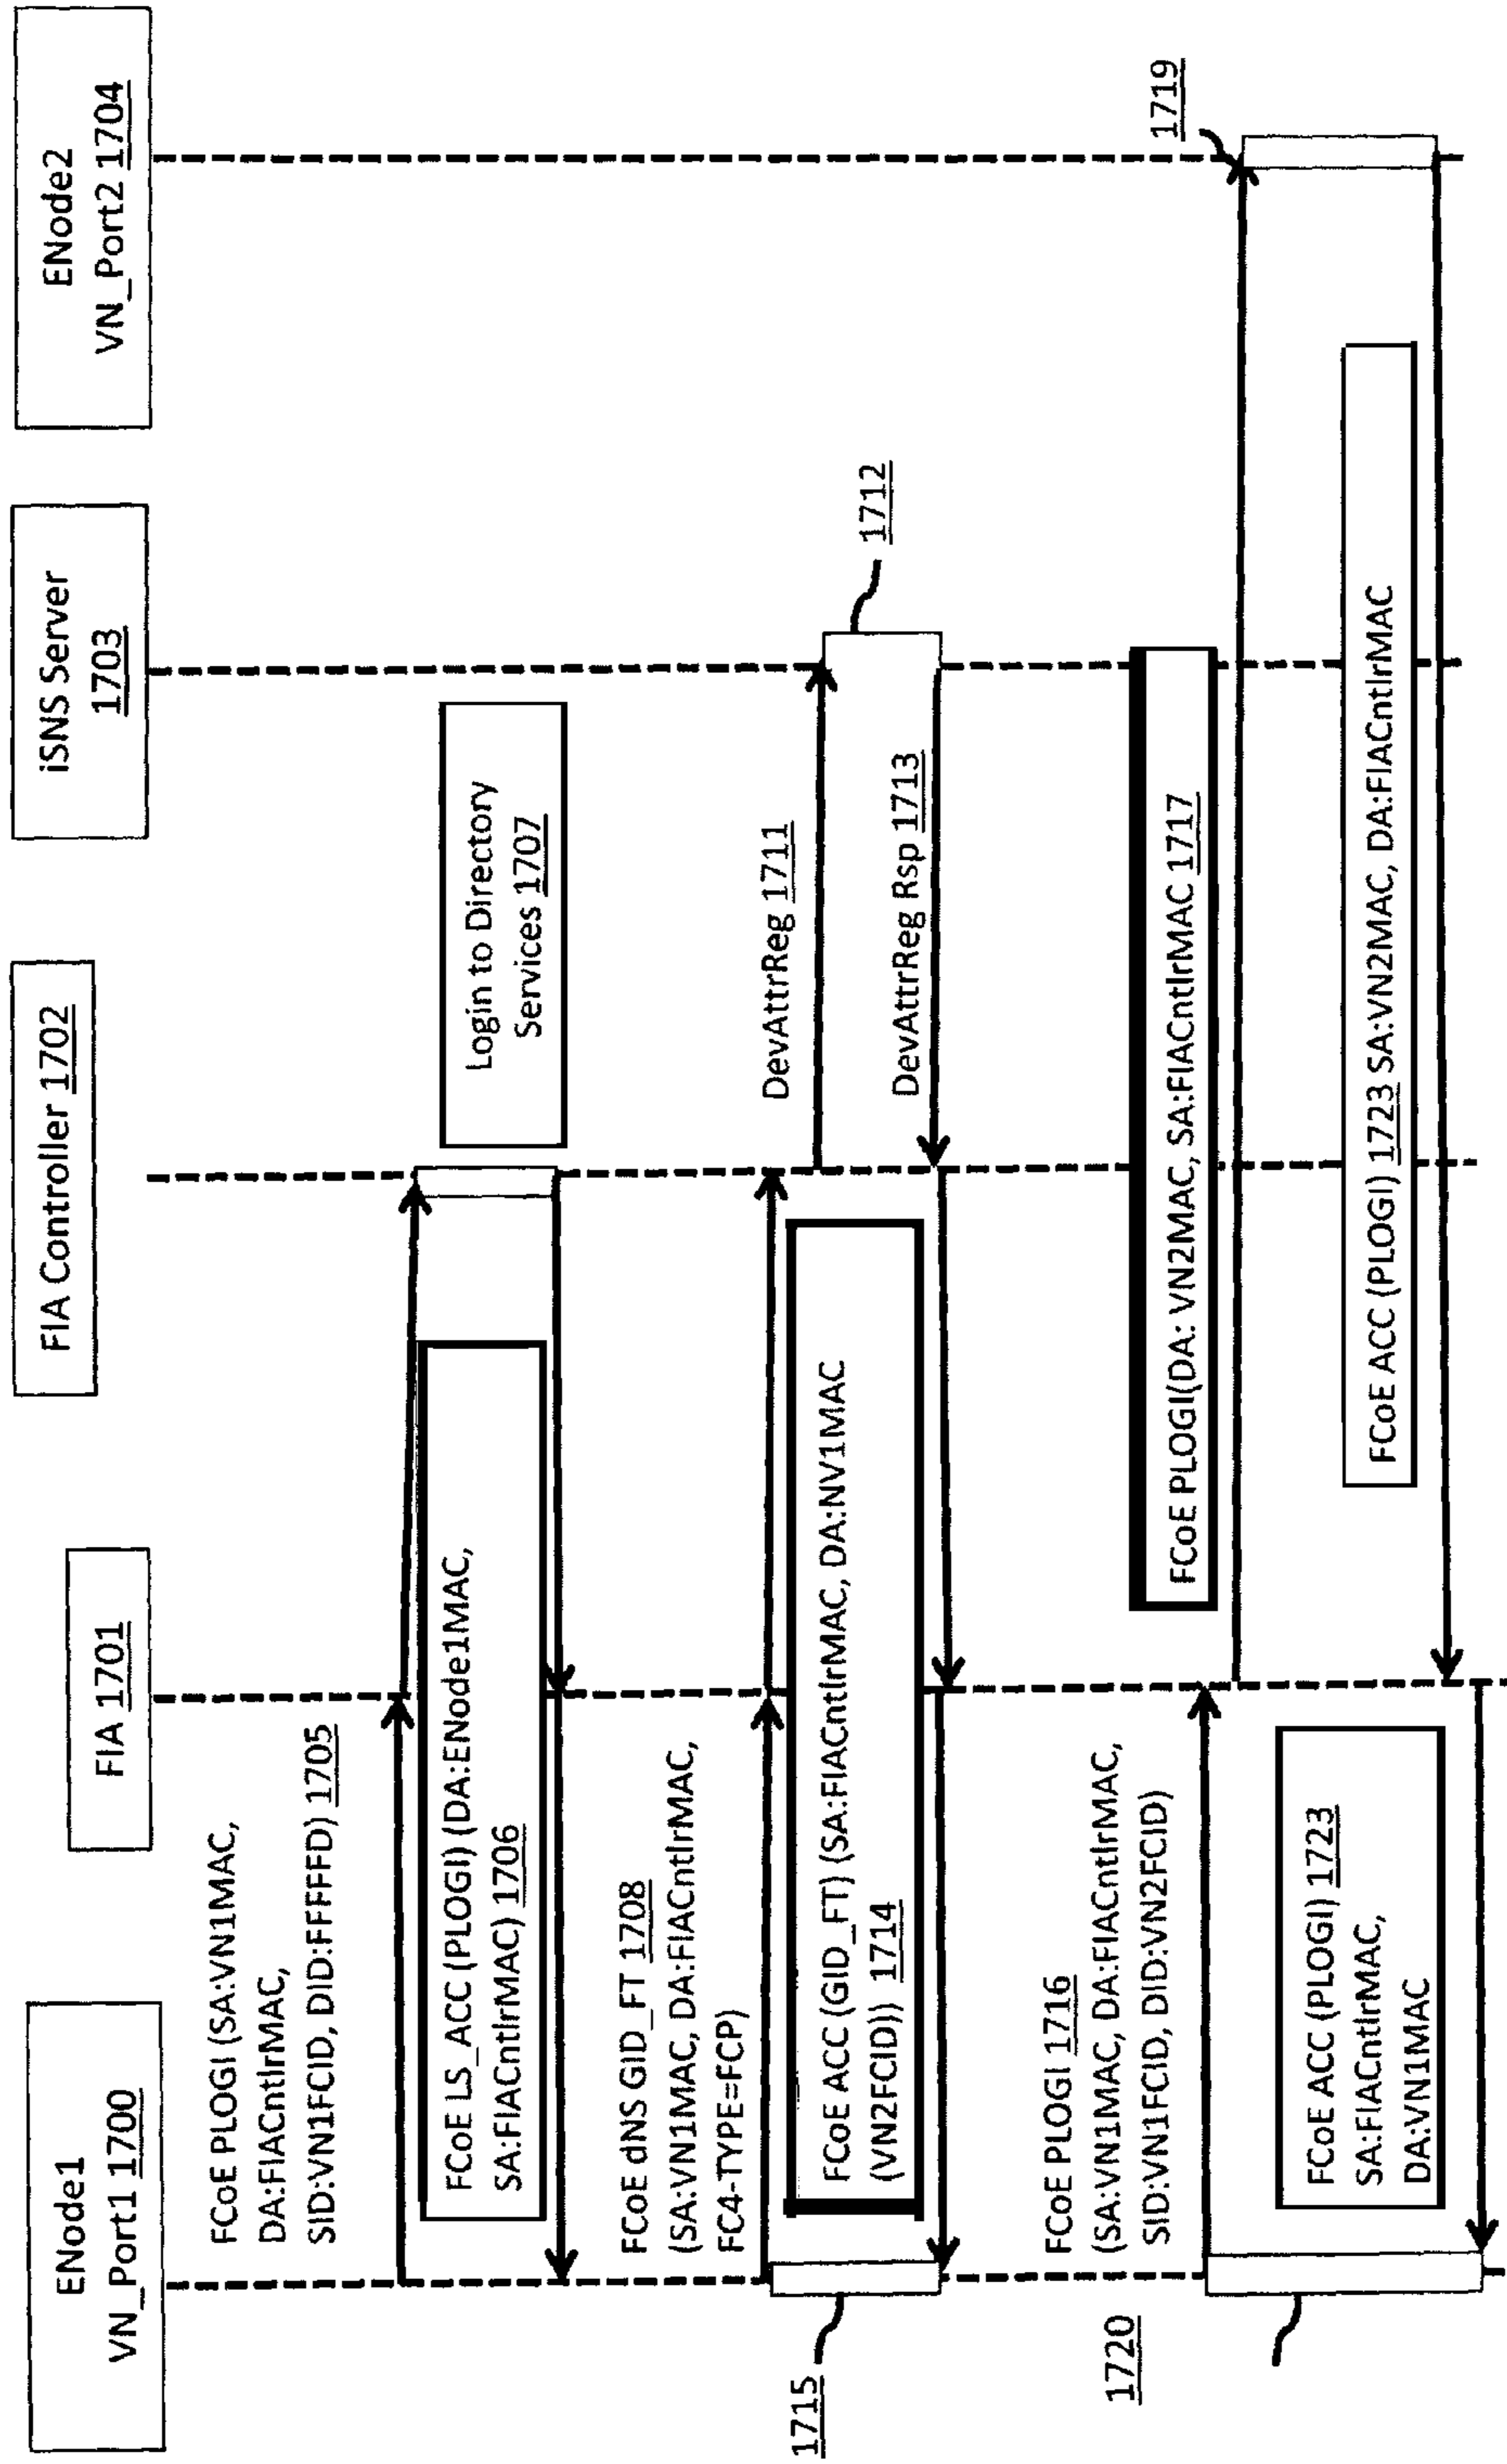 ENode1
VN_Port1 1700
FIA 1701
FIA Controller 1702
iSNS Server
1703
ENode2
VN_Port2 1704
FCoE PLOGI (SA:VN1MAC,
DA:FIACntlrMAC,
SID:VN1FCID, DID:FFFFFD) 1705
FCoE LS_ACC (PLOGI) (DA:ENode1MAC,
SA:FIACntlrMAC) 1706
Login to Directory
Services 1707
FCoE dNS GID_FT 1708
(SA:VN1MAC, DA:FIACntlrMAC,
FC4-TYPE=FCP)
DevAttrReg 1711
1712
DevAttrReg Rsp 1713
FCoE ACC (GID_FT) (SA:FIACntlrMAC, DA:NV1MAC
(VN2FCID)) 1714
1715
FCoE PLOGI 1716
(SA:VN1MAC, DA:FIACntlrMAC,
SID:VN1FCID, DID:VN2FCID)
FCoE PLOGI(DA: VN2MAC, SA:FIACntlrMAC 1717
1719
1720
FCoE ACC (PLOGI) 1723 SA:VN2MAC, DA:FIACntlrMAC
FCoE ACC (PLOGI) 1723
SA:FIACntlrMAC,
DA:VN1MAC